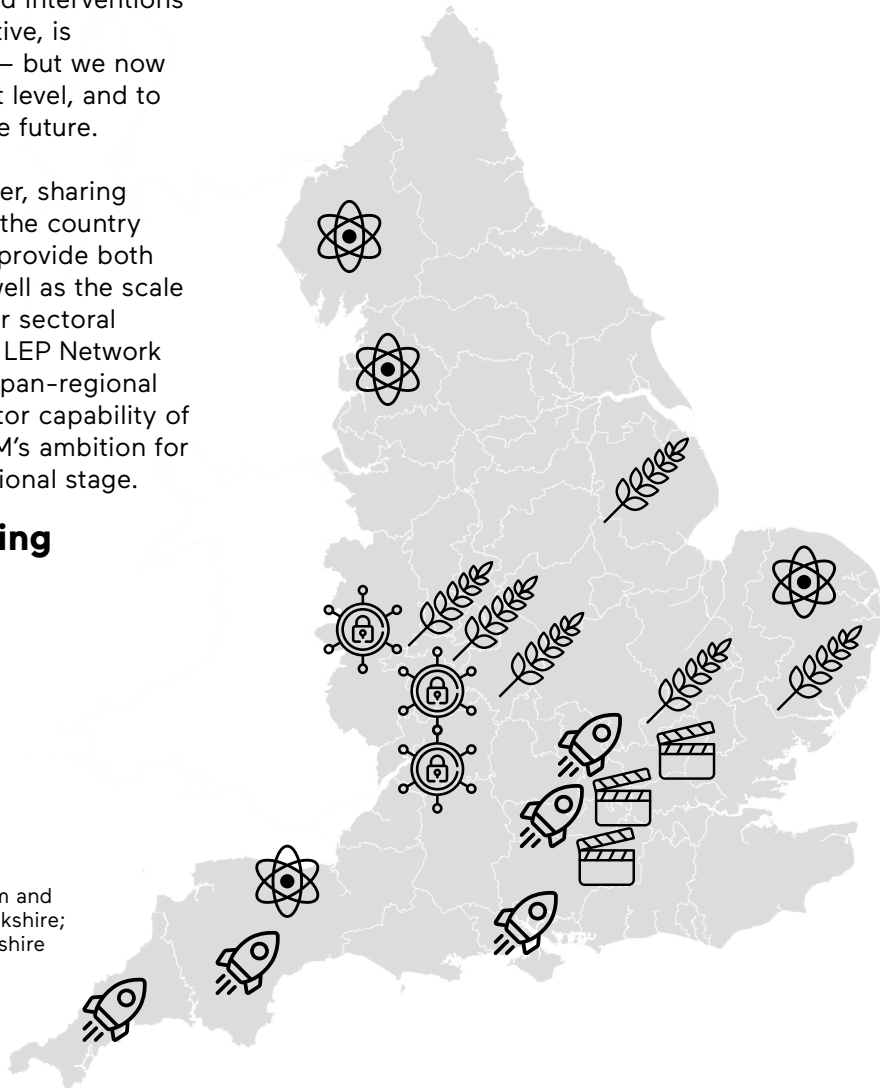 d interventions
tive, is
– but we now
t level, and to
e future.
er, sharing
the country
provide both
vell as the scale
r sectoral
LEP Network
pan-regional
tor capability of
M's ambition for
ional stage.
ing
m and
kshire;
shire